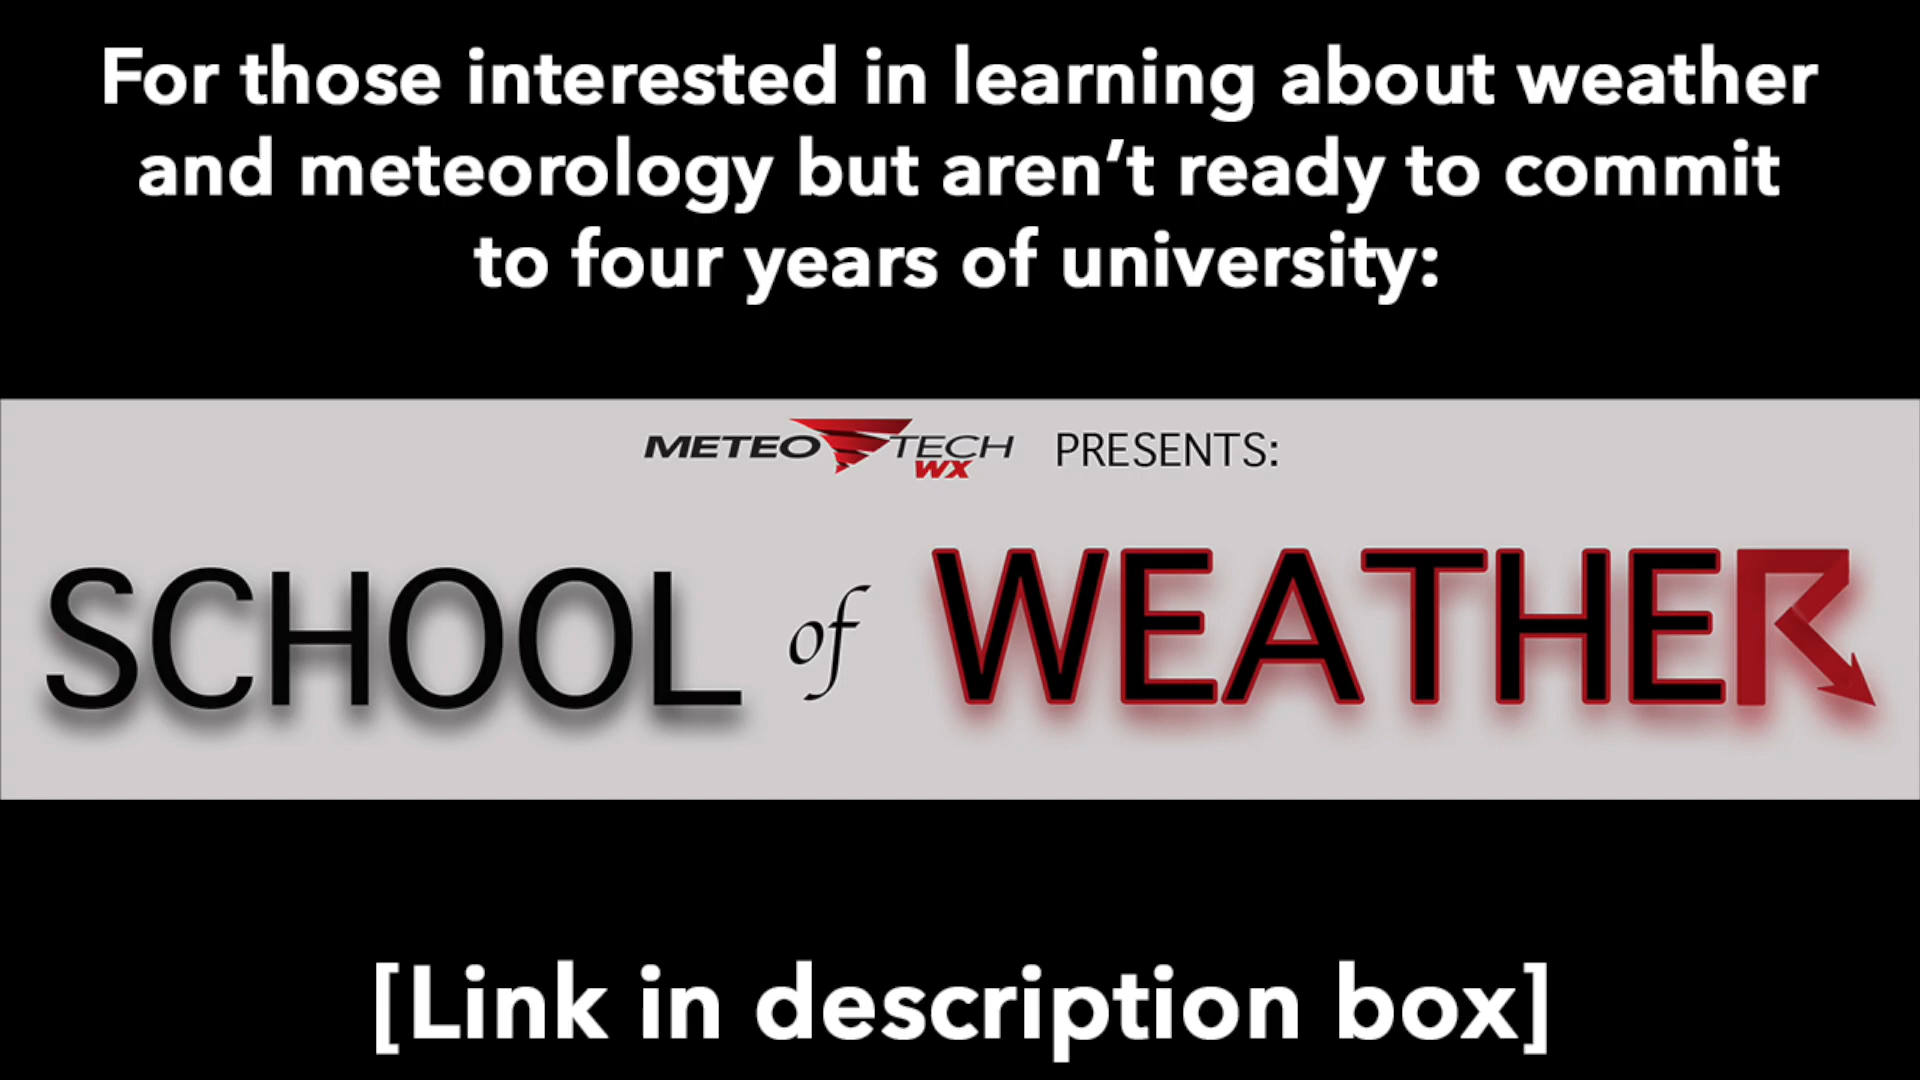 For those interested in learning about weather
and meteorology but aren’t ready to commit
to four years of university:
METEO TECH WX PRESENTS:
SCHOOL of WEATHER
[Link in description box]